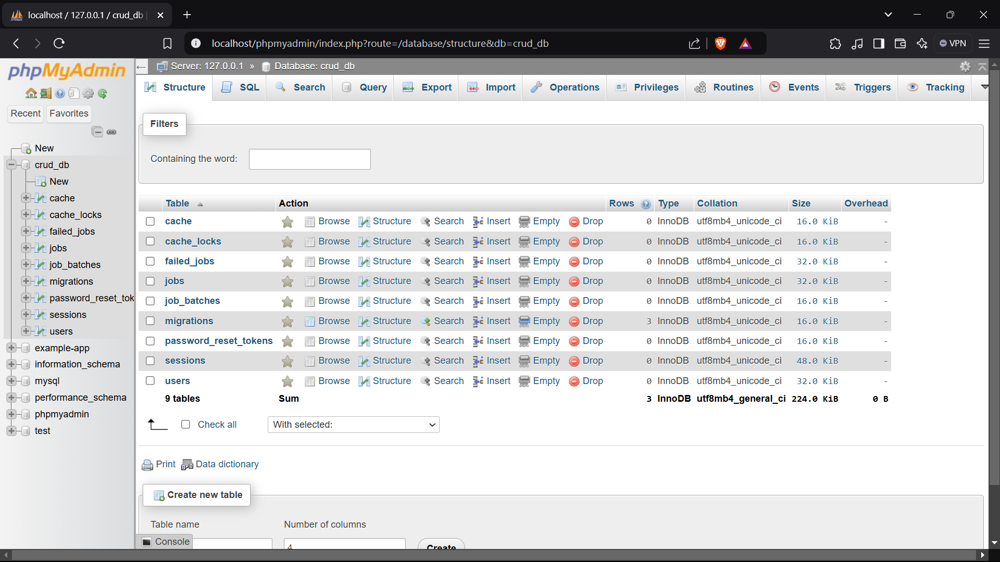 localhost / 127.0.0.1 / crud_db
localhost/phpmyadmin/index.php?route=/database/structure&db=crud_db
VPN
phpMyAdmin
Recent
Favorites
New
crud_db
New
cache
cache_locks
failed_jobs
jobs
job_batches
migrations
password_reset_tok
sessions
users
example-app
information_schema
mysql
performance_schema
phpmyadmin
test
Server: 127.0.0.1 » Database: crud_db
Structure SQL Search Query Export Import Operations Privileges Routines Events Triggers Tracking
Filters
Containing the word:
Table Action Rows Type Collation Size Overhead
cache Browse Structure Search Insert Empty Drop 0 InnoDB utf8mb4_unicode_ci 16.0 KiB -
cache_locks Browse Structure Search Insert Empty Drop 0 InnoDB utf8mb4_unicode_ci 16.0 KiB -
failed_jobs Browse Structure Search Insert Empty Drop 0 InnoDB utf8mb4_unicode_ci 32.0 KiB -
jobs Browse Structure Search Insert Empty Drop 0 InnoDB utf8mb4_unicode_ci 32.0 KiB -
job_batches Browse Structure Search Insert Empty Drop 0 InnoDB utf8mb4_unicode_ci 16.0 KiB -
migrations Browse Structure Search Insert Empty Drop 3 InnoDB utf8mb4_unicode_ci 16.0 KiB -
password_reset_tokens Browse Structure Search Insert Empty Drop 0 InnoDB utf8mb4_unicode_ci 16.0 KiB -
sessions Browse Structure Search Insert Empty Drop 0 InnoDB utf8mb4_unicode_ci 48.0 KiB -
users Browse Structure Search Insert Empty Drop 0 InnoDB utf8mb4_unicode_ci 32.0 KiB -
9 tables Sum 3 InnoDB utf8mb4_general_ci 224.0 KiB 0 B
Check all With selected:
Print Data dictionary
Create new table
Table name Number of columns
4 Create
Console